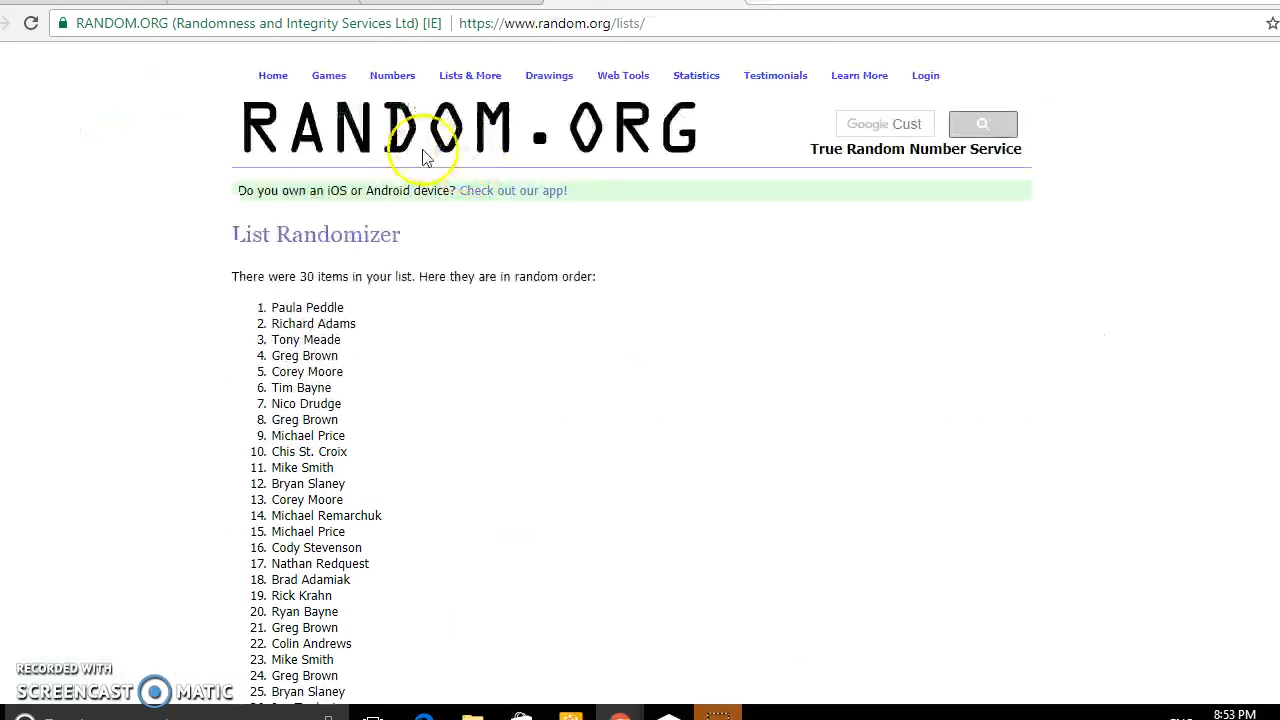 RANDOM.ORG (Randomness and Integrity Services Ltd) [IE] https://www.random.org/lists/
Home Games Numbers Lists & More Drawings Web Tools Statistics Testimonials Learn More Login
RANDOM.ORG
Google Cust
True Random Number Service
Do you own an iOS or Android device? Check out our app!
List Randomizer
There were 30 items in your list. Here they are in random order:
1. Paula Peddle
2. Richard Adams
3. Tony Meade
4. Greg Brown
5. Corey Moore
6. Tim Bayne
7. Nico Drudge
8. Greg Brown
9. Michael Price
10. Chis St. Croix
11. Mike Smith
12. Bryan Slaney
13. Corey Moore
14. Michael Remarchuk
15. Michael Price
16. Cody Stevenson
17. Nathan Redquest
18. Brad Adamiak
19. Rick Krahn
20. Ryan Bayne
21. Greg Brown
22. Colin Andrews
23. Mike Smith
24. Greg Brown
25. Bryan Slaney
RECORDED WITH
SCREENCAST MATIC
8:53 PM